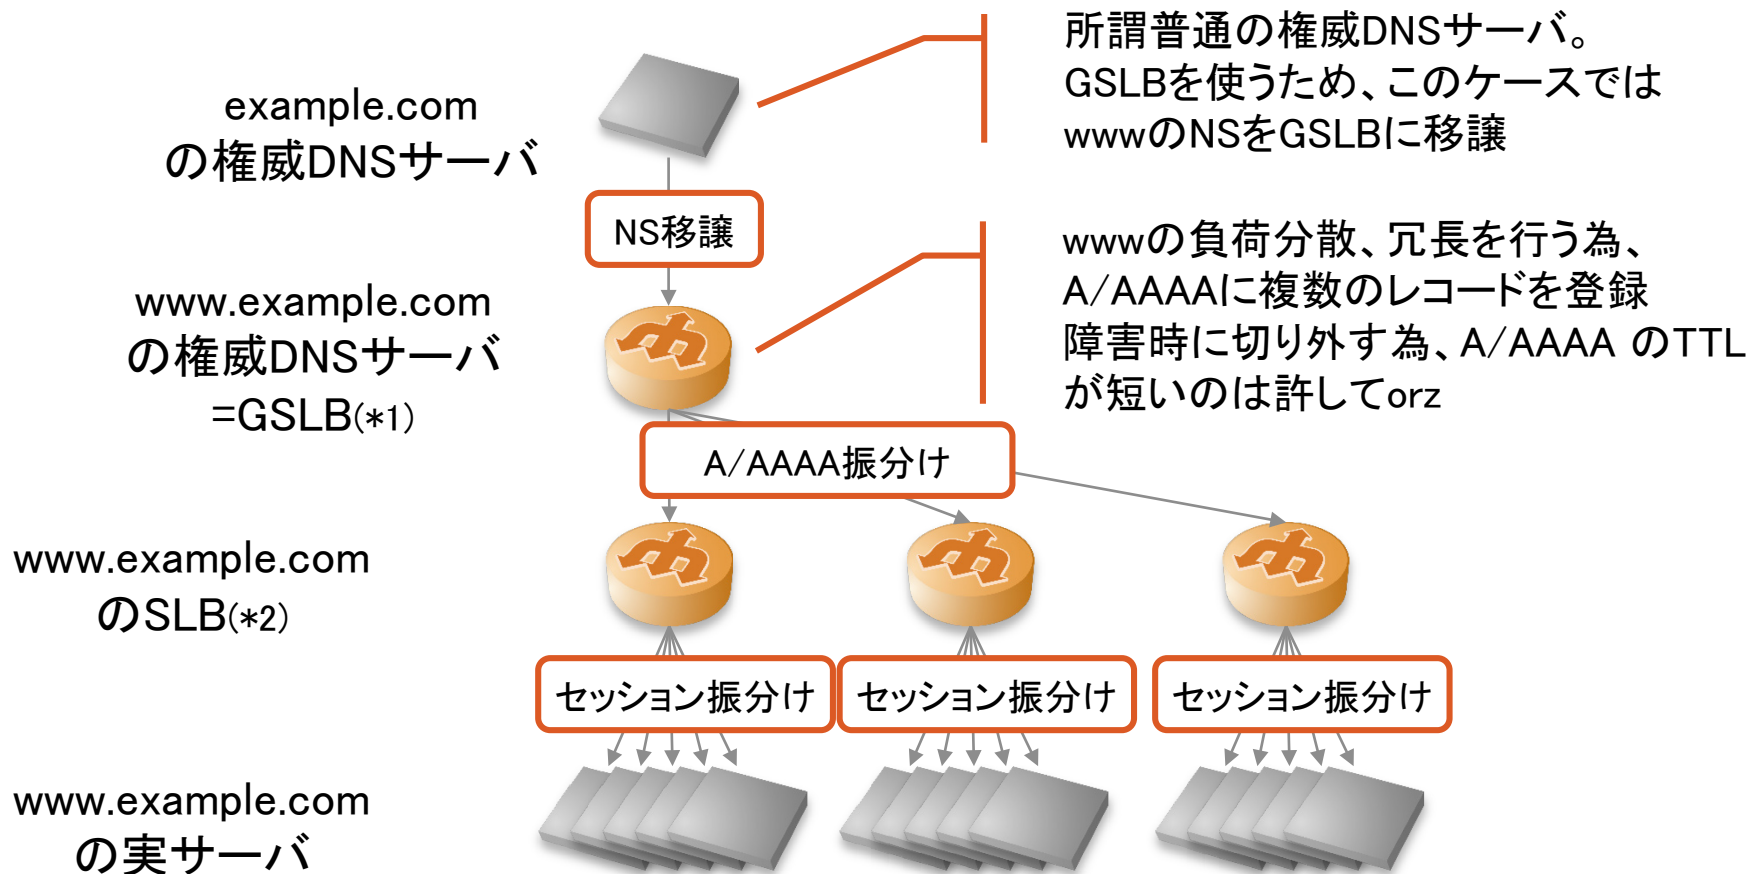 所謂普通の権威DNSサーバ。
GSLBを使うため、このケースでは
wwwのNSをGSLBに移譲
example.com
の権威DNSサーバ
NS移譲
wwwの負荷分散、冗長を行う為、
A/AAAAに複数のレコードを登録
障害時に切り外す為、A/AAAA のTTL
が短いのは許してorz
www.example.com
の権威DNSサーバ
=GSLB(*1)
A/AAAA振分け
www.example.com
のSLB(*2)
セッション振分け
セッション振分け
セッション振分け
www.example.com
の実サーバ